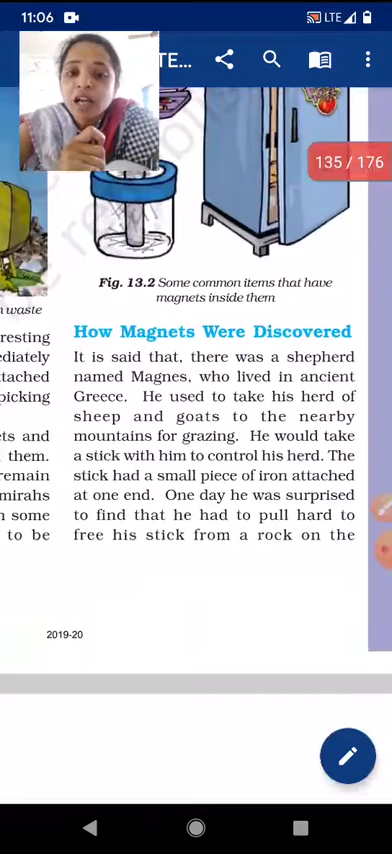 11:06
LTE
TE...
135 / 176
Fig. 13.2 Some common items that have
magnets inside them
n waste
resting
ediately
ttached
picking
ets and
them.
remain
mirahs
n some
to be
How Magnets Were Discovered
It is said that, there was a shepherd
named Magnes, who lived in ancient
Greece. He used to take his herd of
sheep and goats to the nearby
mountains for grazing. He would take
a stick with him to control his herd. The
stick had a small piece of iron attached
at one end. One day he was surprised
to find that he had to pull hard to
free his stick from a rock on the
2019-20